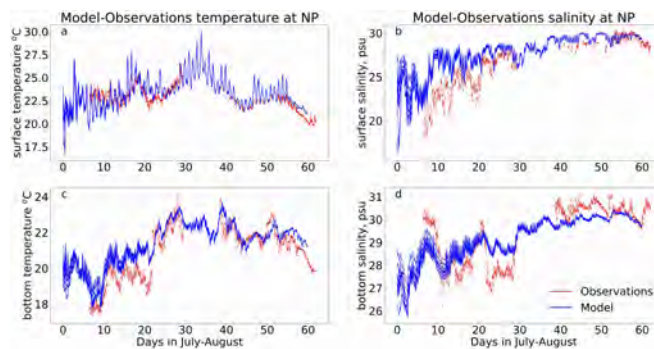 Model-Observations temperature at NP
Model-Observations salinity at NP
a
b
surface temperature °C
30.0
27.5
25.0
22.5
20.0
17.5
0 10 20 30 40 50 60
surface salinity, psu
30
25
20
0 10 20 30 40 50 60
c
d
bottom temperature °C
24
22
20
18
0 10 20 30 40 50 60
Days in July-August
bottom salinity, psu
31
30
29
28
27
26
0 10 20 30 40 50 60
Days in July-August
Observations
Model